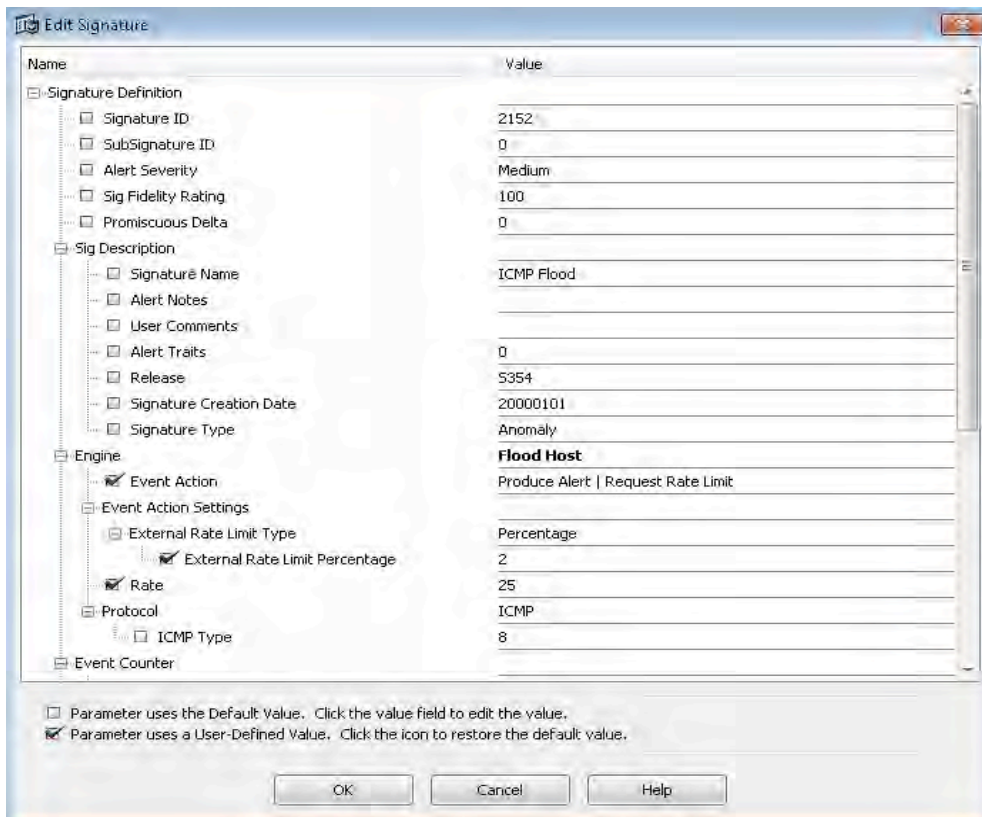 Edit Signature
Name Value
Signature Definition
Signature ID 2152
SubSignature ID 0
Alert Severity Medium
Sig Fidelity Rating 100
Promiscuous Delta 0
Sig Description
Signature Name ICMP Flood
Alert Notes
User Comments
Alert Traits 0
Release S354
Signature Creation Date 20000101
Signature Type Anomaly
Engine Flood Host
Event Action Produce Alert | Request Rate Limit
Event Action Settings
External Rate Limit Type Percentage
External Rate Limit Percentage 2
Rate 25
Protocol ICMP
ICMP Type 8
Event Counter
Parameter uses the Default Value. Click the value field to edit the value.
Parameter uses a User-Defined Value. Click the icon to restore the default value.
OK Cancel Help